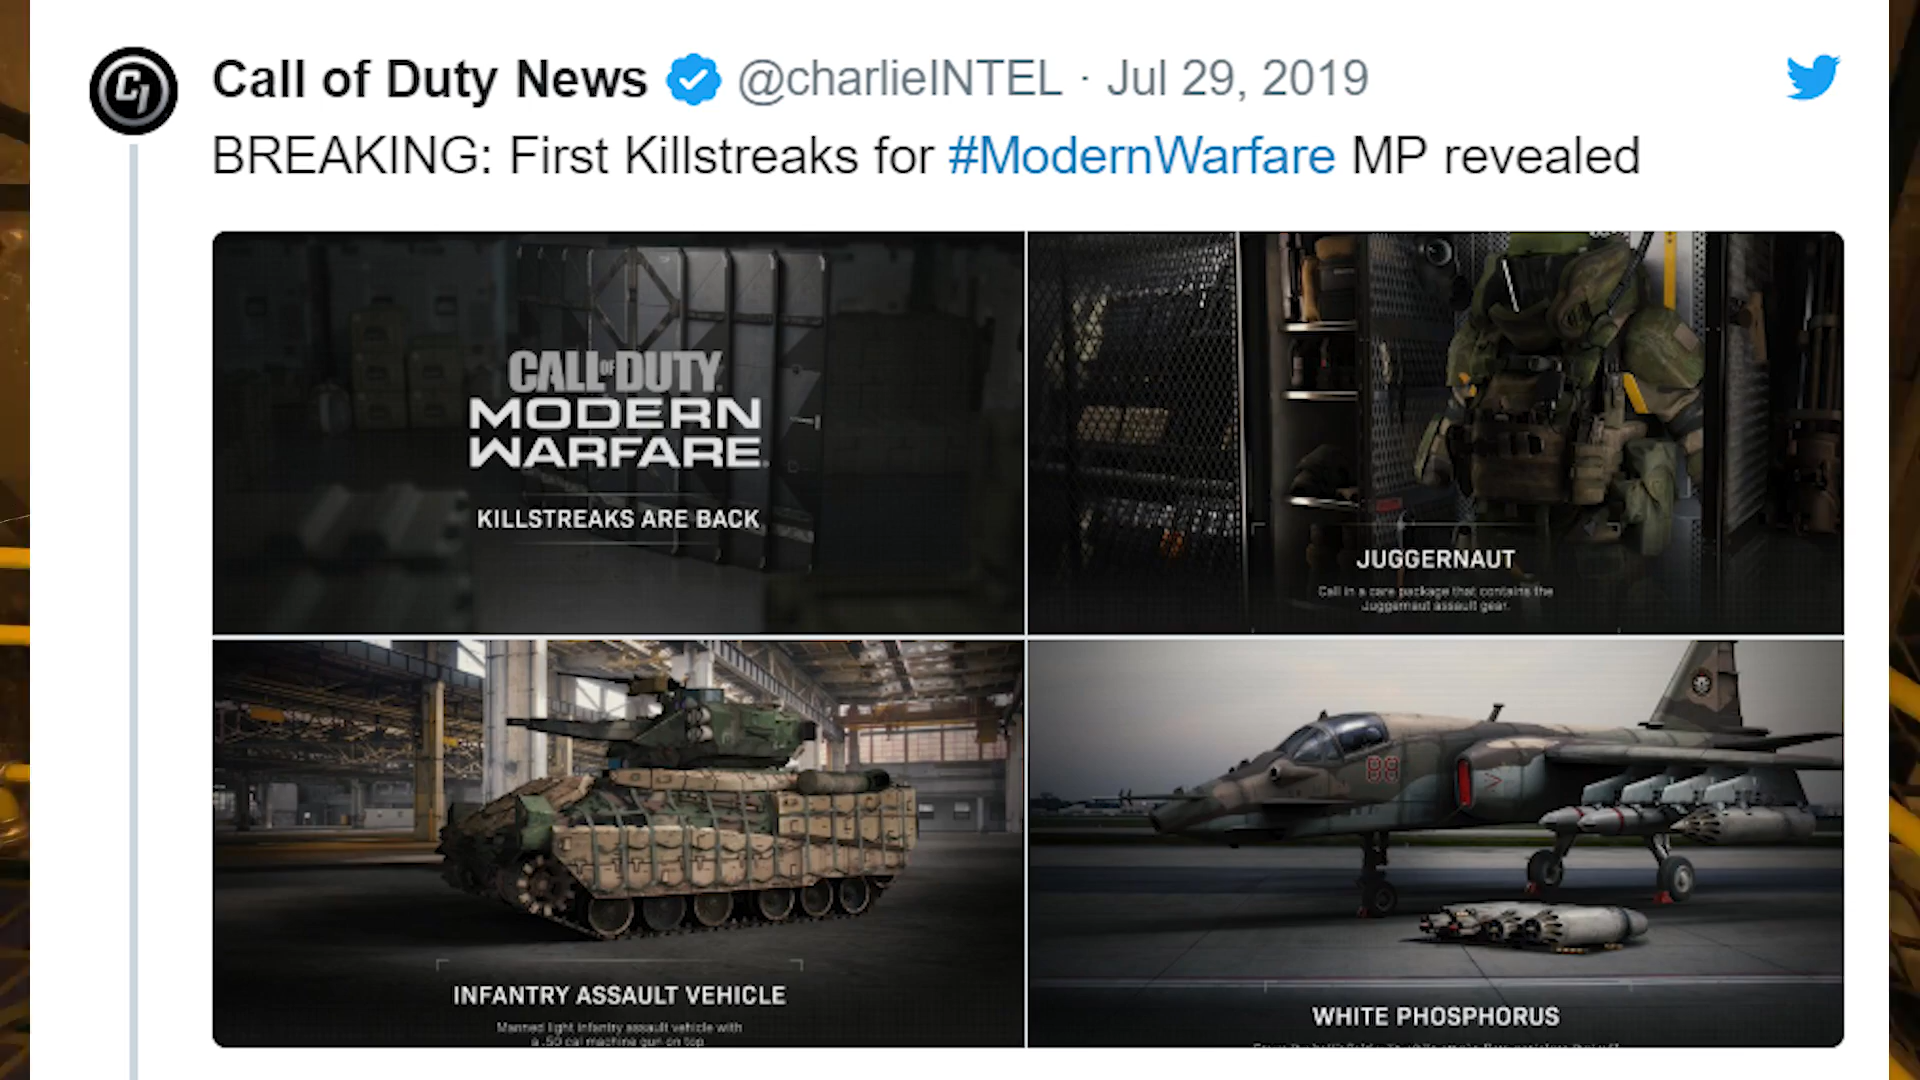 Call of Duty News @charlieINTEL · Jul 29, 2019
BREAKING: First Killstreaks for #ModernWarfare MP revealed
CALL OF DUTY
MODERN
WARFARE
KILLSTREAKS ARE BACK
JUGGERNAUT
Call in a care package that contains the
Juggernaut assault gear.
INFANTRY ASSAULT VEHICLE
Manned light infantry assault vehicle with
a .50 cal machine gun on top
89
WHITE PHOSPHORUS